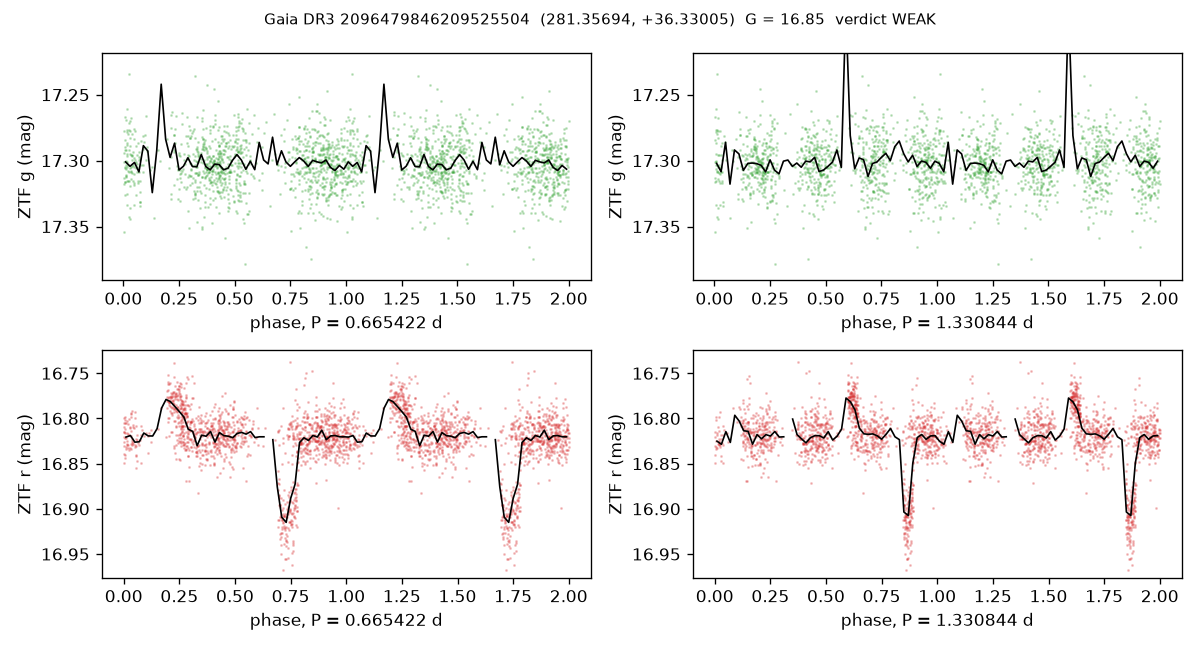 Gaia DR3 2096479846209525504 (281.35694, +36.33005) G = 16.85 verdict WEAK
ZTF g (mag)
17.25
17.30
17.35
0.00 0.25 0.50 0.75 1.00 1.25 1.50 1.75 2.00
phase, P = 0.665422 d
ZTF g (mag)
17.25
17.30
17.35
0.00 0.25 0.50 0.75 1.00 1.25 1.50 1.75 2.00
phase, P = 1.330844 d
ZTF r (mag)
16.75
16.80
16.85
16.90
16.95
0.00 0.25 0.50 0.75 1.00 1.25 1.50 1.75 2.00
phase, P = 0.665422 d
ZTF r (mag)
16.75
16.80
16.85
16.90
16.95
0.00 0.25 0.50 0.75 1.00 1.25 1.50 1.75 2.00
phase, P = 1.330844 d